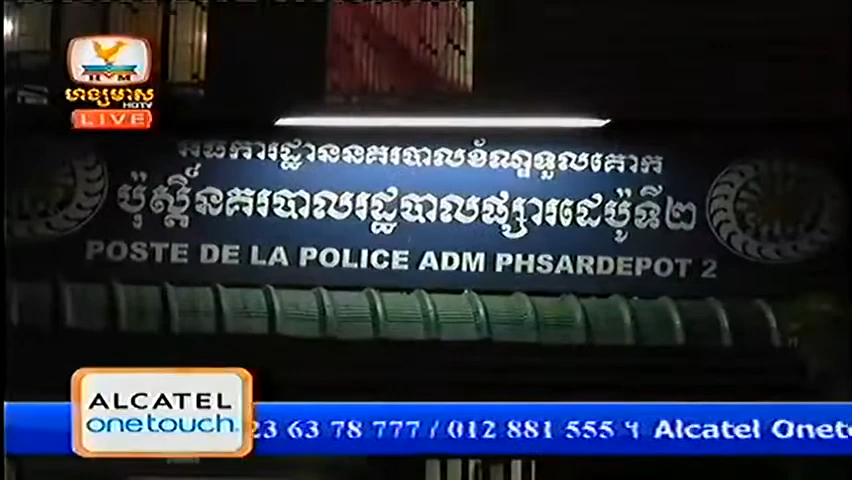 HM
ហង្សមាស
HDTV
LIVE
អធិការដ្ឋាននគរបាលខ័ណ្ឌទួលគោក
ប៉ុស្តិ៍នគរបាលរដ្ឋបាលផ្សារដេប៉ូទី២
POSTE DE LA POLICE ADM PHSARDEPOT 2
ALCATEL
onetouch.
23 63 78 777 / 012 881 555 ។ Alcatel Onet